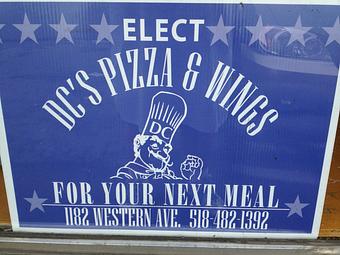 ELECT
DC'S PIZZA & WINGS
DC
FOR YOUR NEXT MEAL
1182 WESTERN AVE. 518-482-1392